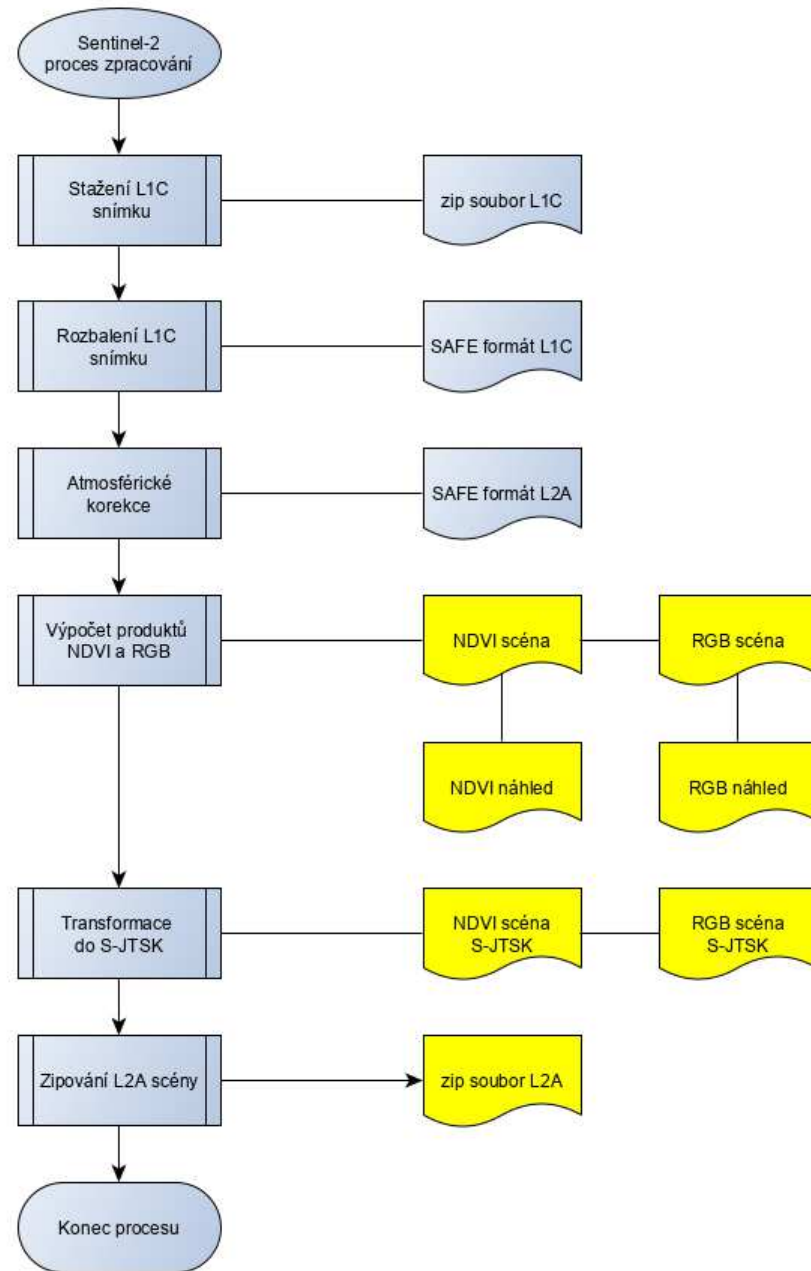 Sentinel-2
proces zpracování
Stažení L1C
snímku
zip soubor L1C
Rozbalení L1C
snímku
SAFE formát L1C
Atmosférické
korekce
SAFE formát L2A
Výpočet produktů
NDVI a RGB
NDVI scéna
RGB scéna
NDVI náhled
RGB náhled
Transformace
do S-JTSK
NDVI scéna
S-JTSK
RGB scéna
S-JTSK
Zipování L2A scény
zip soubor L2A
Konec procesu